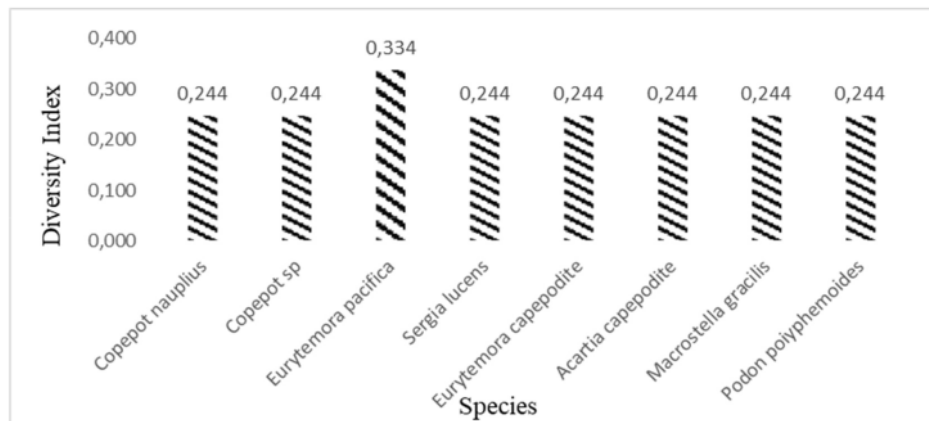 0,400
0,334
0,300
0,244 0,244 0,244 0,244 0,244 0,244 0,244
0,200
0,100
0,000
Diversity Index
Copepot nauplius
Copepot sp
Eurytemora pacifica
Sergia lucens
Eurytemora capepodite
Acartia capepodite
Macrostella gracilis
Podon poiyphemoides
Species